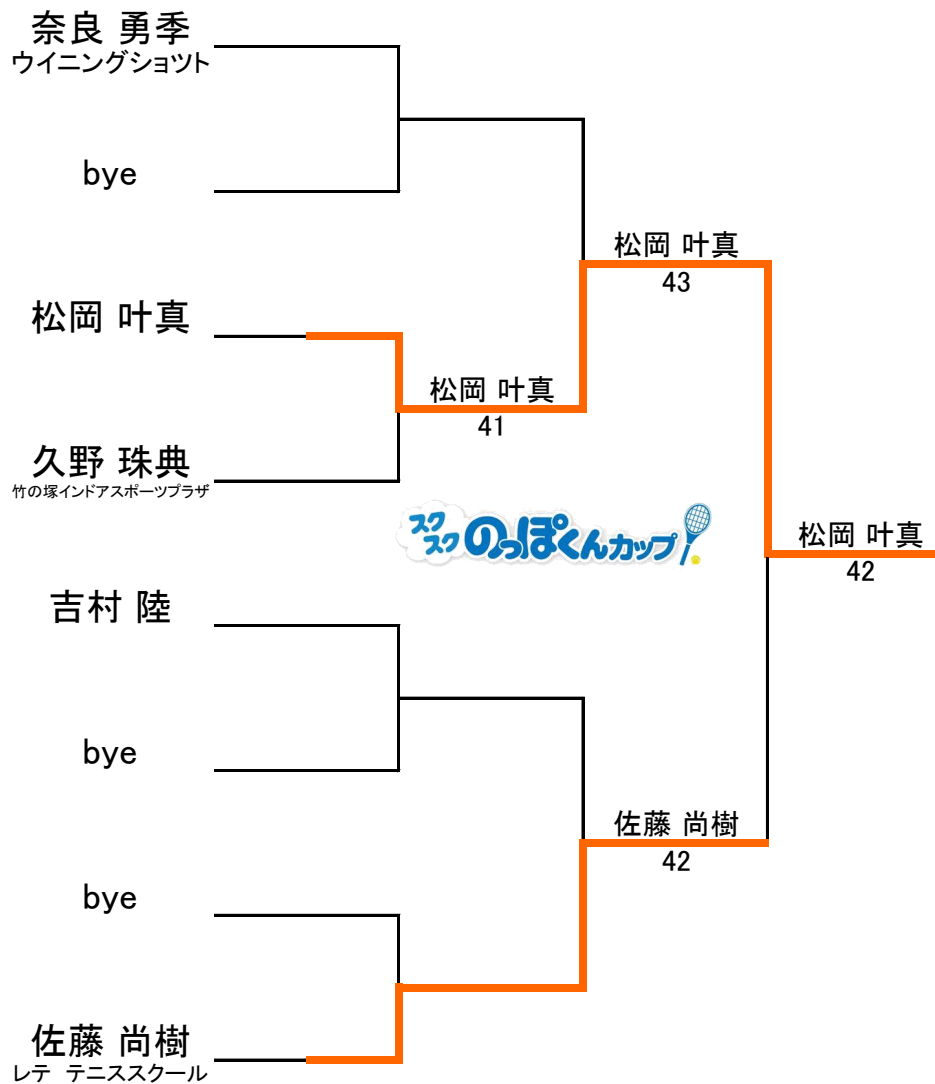 奈良 勇季
ウイニングショツト
bye
松岡 叶真
43
松岡 叶真
松岡 叶真
41
久野 珠典
竹の塚インドアスポーツプラザ
スクスク のっぽくんカップ
松岡 叶真
42
吉村 陸
bye
佐藤 尚樹
42
bye
佐藤 尚樹
レテ テニススクール